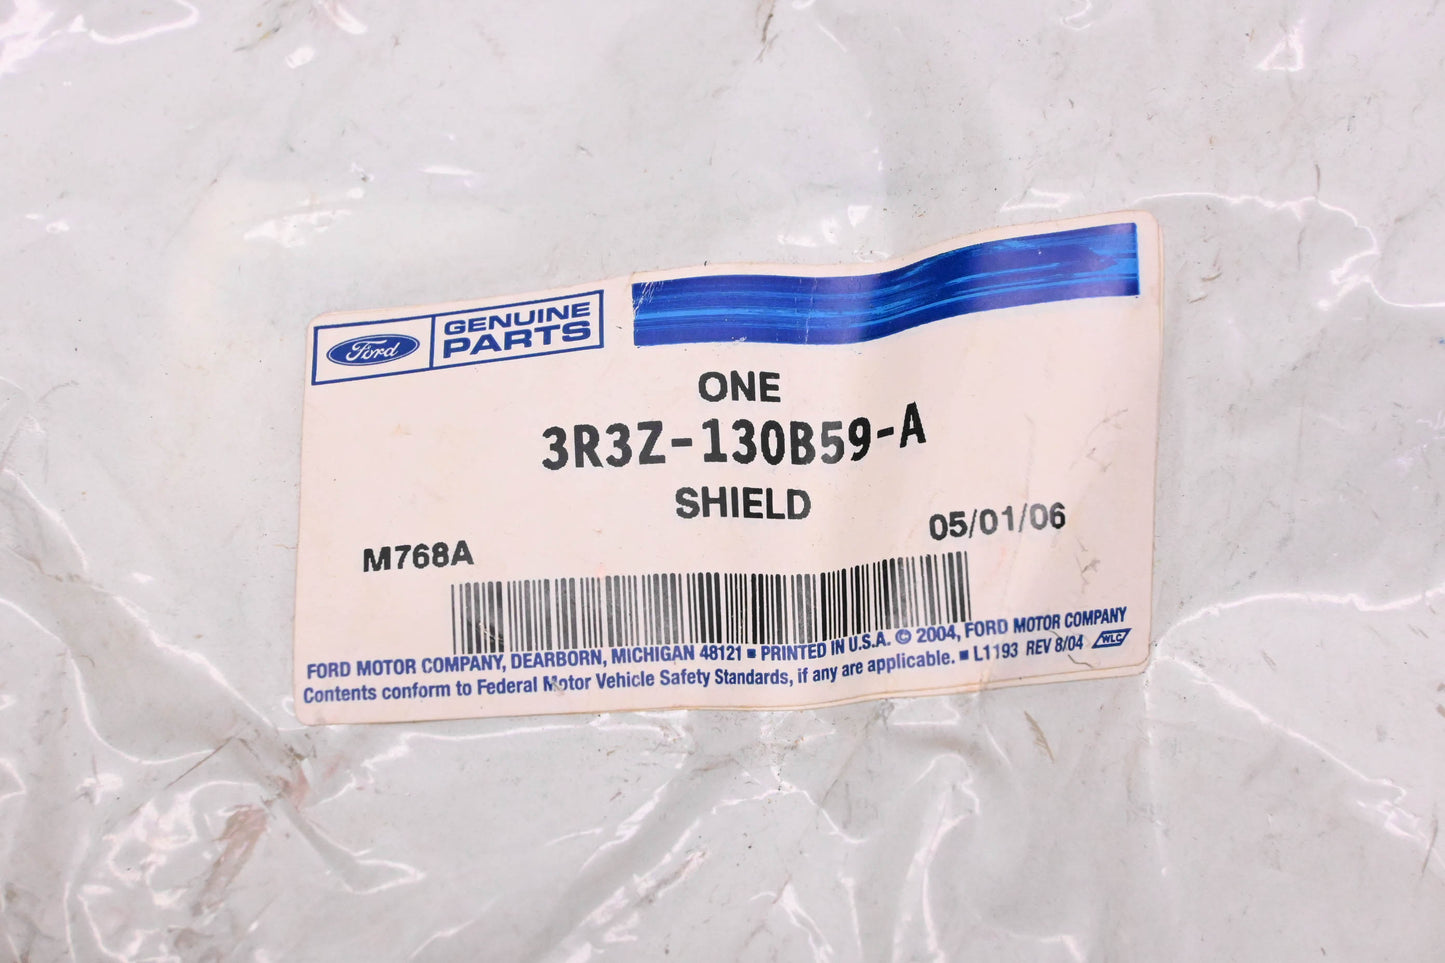 Ford
GENUINE
PARTS
ONE
3R3Z-130B59-A
SHIELD
M768A
05/01/06
FORD MOTOR COMPANY, DEARBORN, MICHIGAN 48121 ▪ PRINTED IN U.S.A. © 2004, FORD MOTOR COMPANY
Contents conform to Federal Motor Vehicle Safety Standards, if any are applicable. ▪ L1193 REV 8/04 WLC